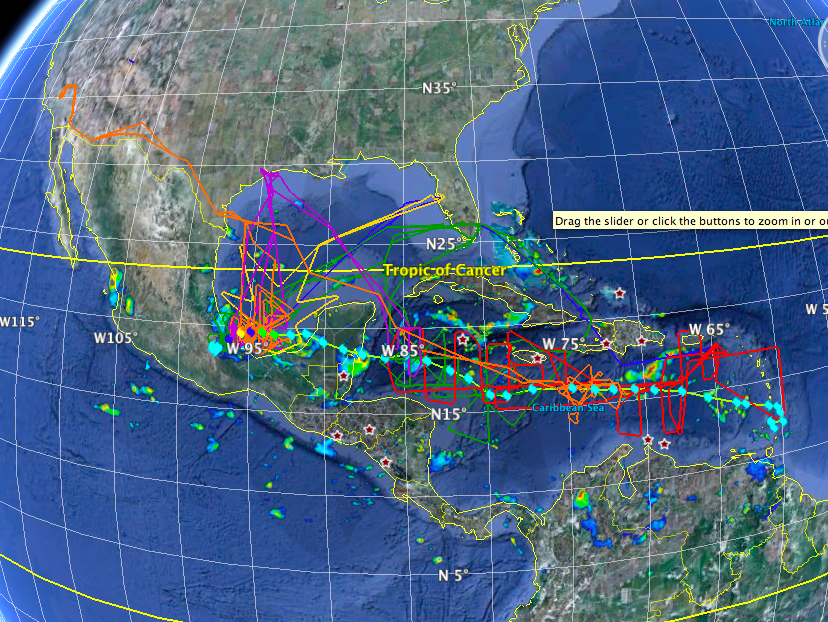 North Atla
N35°
Drag the slider or click the buttons to zoom in or ou
N25°
Tropic-of-Cancer
W 5
W115°
W105°
W 95°
W 85°
W 75°
W 65°
Caribbean Sea
N15°
N 5°